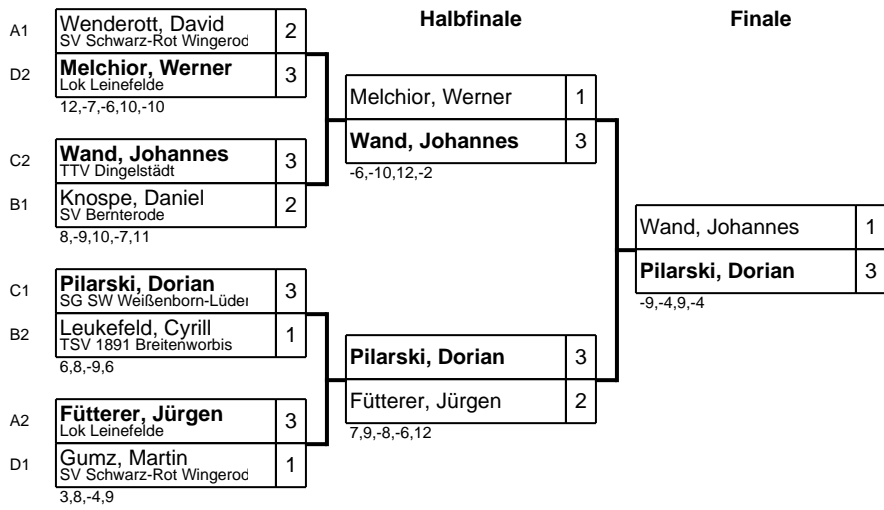 Halbfinale
Finale
A1
Wenderott, David
SV Schwarz-Rot Wingerod
2
D2
Melchior, Werner
Lok Leinefelde
3
12,-7,-6,10,-10
C2
Wand, Johannes
TTV Dingelstädt
3
B1
Knospe, Daniel
SV Bernterode
2
8,-9,10,-7,11
C1
Pilarski, Dorian
SG SW Weißenborn-Lüder
3
B2
Leukefeld, Cyrill
TSV 1891 Breitenworbis
1
6,8,-9,6
A2
Fütterer, Jürgen
Lok Leinefelde
3
D1
Gumz, Martin
SV Schwarz-Rot Wingerod
1
3,8,-4,9
Melchior, Werner
1
Wand, Johannes
3
-6,-10,12,-2
Pilarski, Dorian
3
Fütterer, Jürgen
2
7,9,-8,-6,12
Wand, Johannes
1
Pilarski, Dorian
3
-9,-4,9,-4